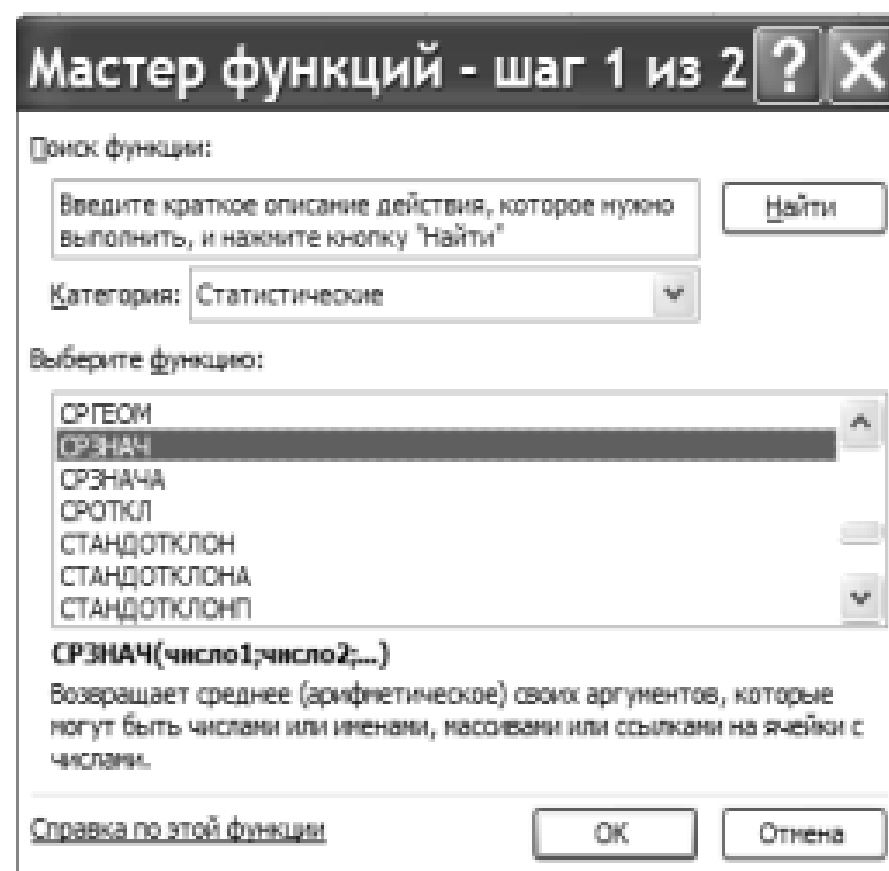 Мастер функций - шаг 1 из 2
Поиск функции:
Введите краткое описание действия, которое нужно
выполнить, и нажмите кнопку "Найти"
Найти
Категория: Статистические
Выберите функцию:
СРГЕОМ
СРЗНАЧ
СРЗНАЧА
СРОТКЛ
СТАНДОТКЛОН
СТАНДОТКЛОНА
СТАНДОТКЛОНП
СРЗНАЧ(число1;число2;...)
Возвращает среднее (арифметическое) своих аргументов, которые
могут быть числами или именами, массивами или ссылками на ячейки с
числами.
Справка по этой функции
ОК
Отмена